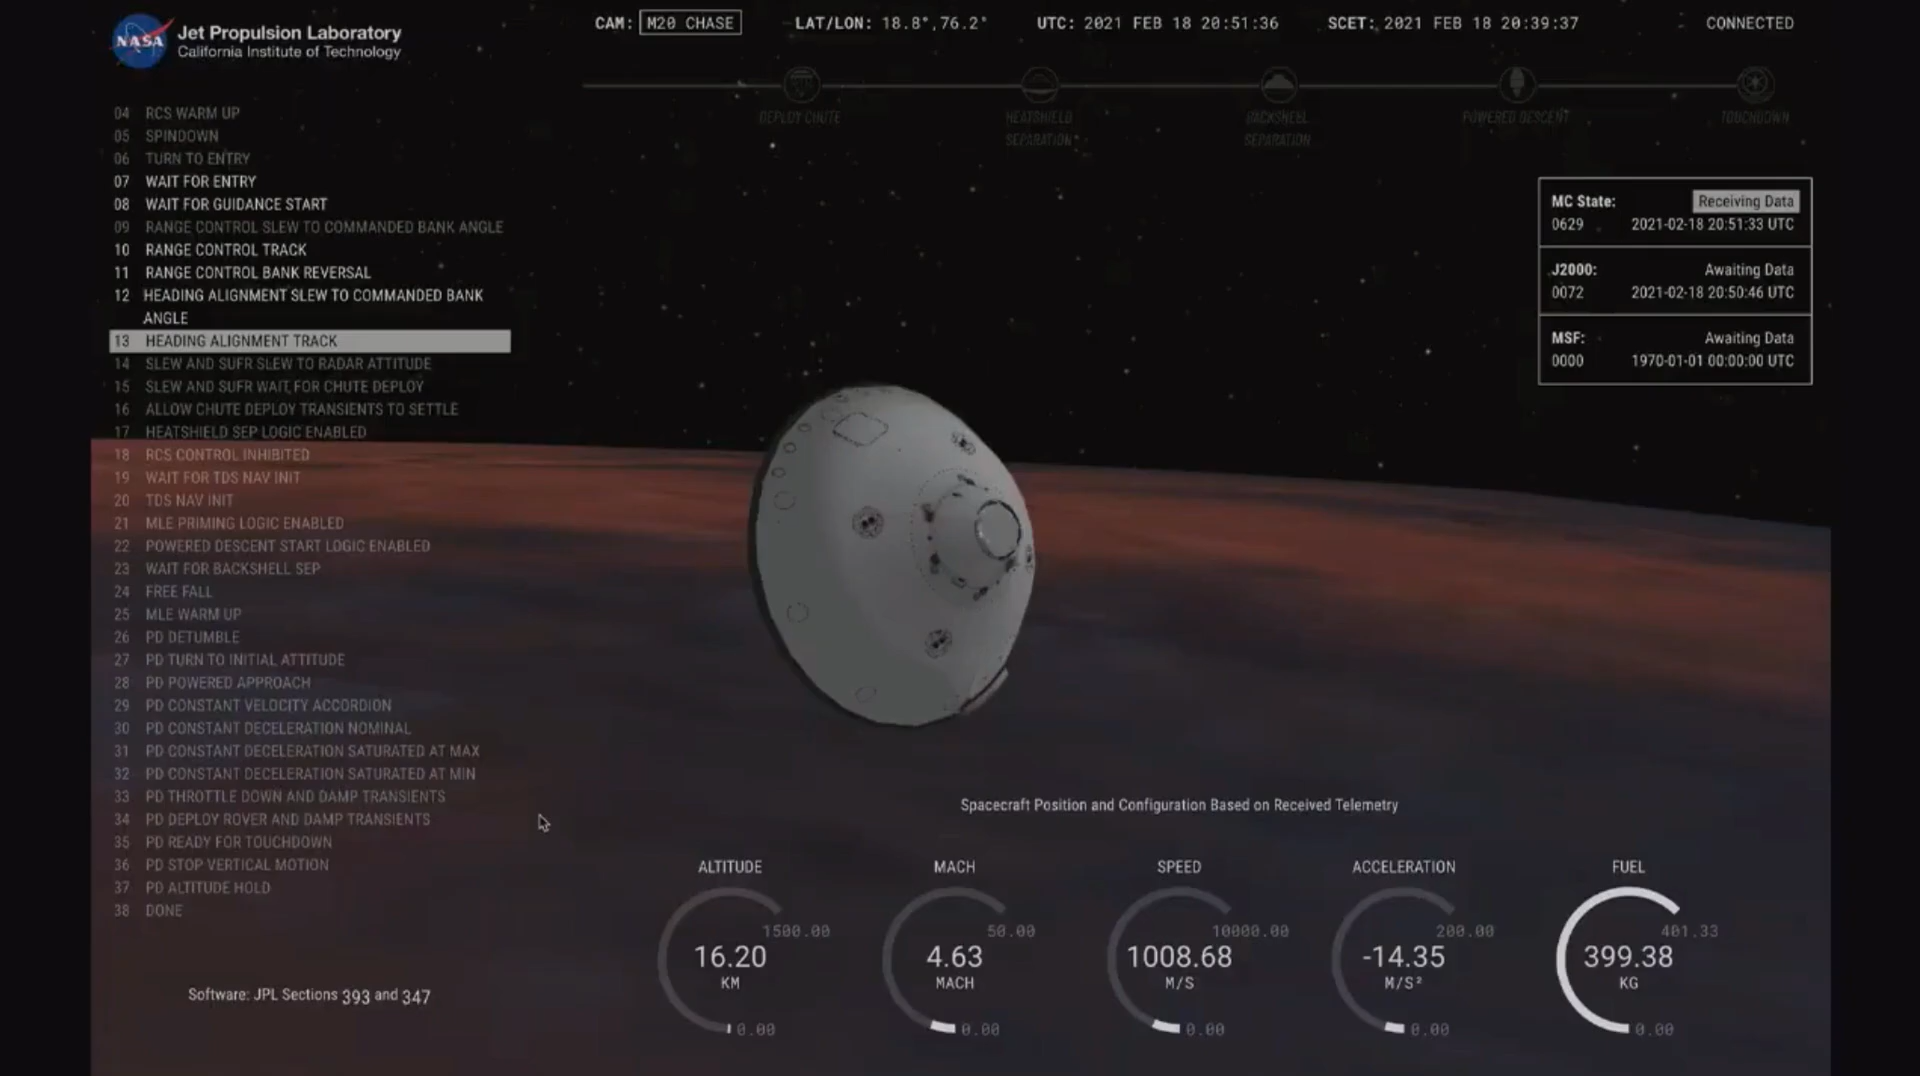 NASA
Jet Propulsion Laboratory
California Institute of Technology
CAM: M20 CHASE LAT/LON: 18.8°,76.2° UTC: 2021 FEB 18 20:51:36 SCET: 2021 FEB 18 20:39:37 CONNECTED
DEPLOY CHUTE
HEATSHIELD
SEPARATION
BACKSHELL
SEPARATION
POWERED DESCENT
TOUCHDOWN
04 RCS WARM UP
05 SPINDOWN
06 TURN TO ENTRY
07 WAIT FOR ENTRY
08 WAIT FOR GUIDANCE START
09 RANGE CONTROL SLEW TO COMMANDED BANK ANGLE
10 RANGE CONTROL TRACK
11 RANGE CONTROL BANK REVERSAL
12 HEADING ALIGNMENT SLEW TO COMMANDED BANK
ANGLE
13 HEADING ALIGNMENT TRACK
14 SLEW AND SUFR SLEW TO RADAR ATTITUDE
15 SLEW AND SUFR WAIT FOR CHUTE DEPLOY
16 ALLOW CHUTE DEPLOY TRANSIENTS TO SETTLE
17 HEATSHIELD SEP LOGIC ENABLED
18 RCS CONTROL INHIBITED
19 WAIT FOR TDS NAV INIT
20 TDS NAV INIT
21 MLE PRIMING LOGIC ENABLED
22 POWERED DESCENT START LOGIC ENABLED
23 WAIT FOR BACKSHELL SEP
24 FREE FALL
25 MLE WARM UP
26 PD DETUMBLE
27 PD TURN TO INITIAL ATTITUDE
28 PD POWERED APPROACH
29 PD CONSTANT VELOCITY ACCORDION
30 PD CONSTANT DECELERATION NOMINAL
31 PD CONSTANT DECELERATION SATURATED AT MAX
32 PD CONSTANT DECELERATION SATURATED AT MIN
33 PD THROTTLE DOWN AND DAMP TRANSIENTS
34 PD DEPLOY ROVER AND DAMP TRANSIENTS
35 PD READY FOR TOUCHDOWN
36 PD STOP VERTICAL MOTION
37 PD ALTITUDE HOLD
38 DONE
Software: JPL Sections 393 and 347
MC State: Receiving Data
0629 2021-02-18 20:51:33 UTC
J2000: Awaiting Data
0072 2021-02-18 20:50:46 UTC
MSF: Awaiting Data
0000 1970-01-01 00:00:00 UTC
Spacecraft Position and Configuration Based on Received Telemetry
ALTITUDE
1500.00
16.20
KM
0.00
MACH
50.00
4.63
MACH
0.00
SPEED
10000.00
1008.68
M/S
0.00
ACCELERATION
200.00
-14.35
M/S²
0.00
FUEL
401.33
399.38
KG
0.00